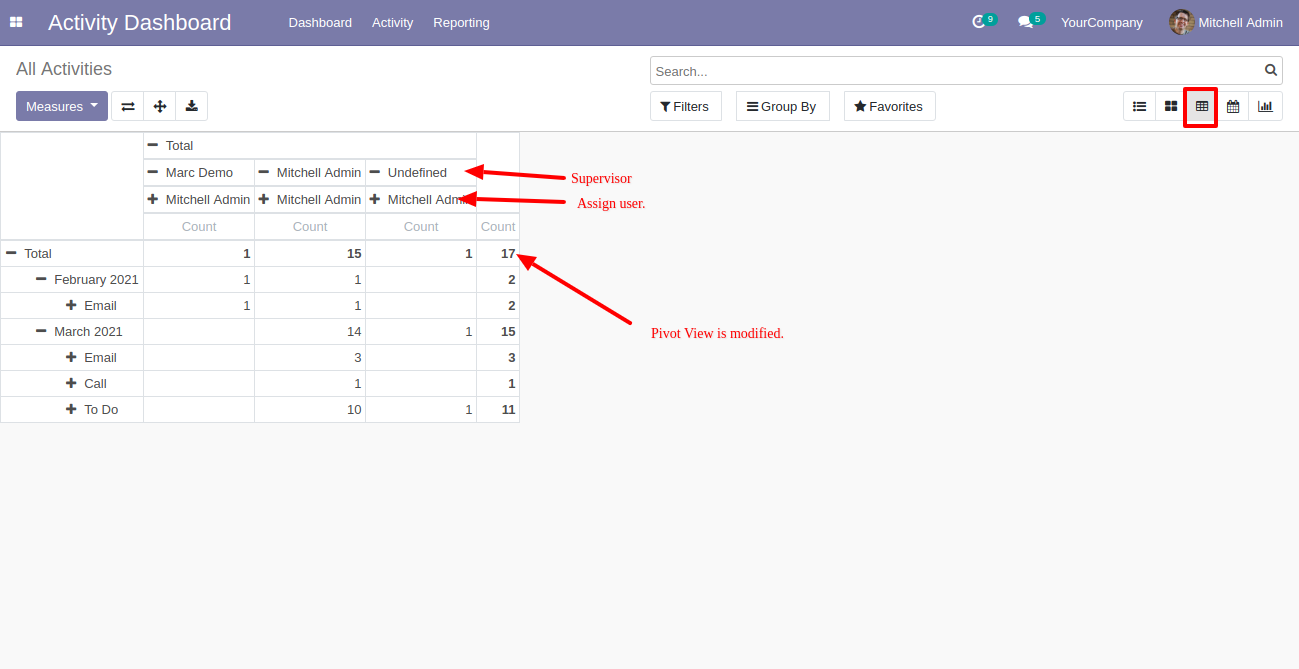 Activity Dashboard Dashboard Activity Reporting 9 5 YourCompany Mitchell Admin
All Activities
Search...
Measures Filters Group By Favorites
Total
Marc Demo Mitchell Admin Undefined
Supervisor
Mitchell Admin Mitchell Admin Mitchell Admin
Assign user.
Count Count Count Count
Total 1 15 1 17
February 2021 1 1 2
Email 1 1 2
March 2021 14 1 15
Pivot View is modified.
Email 3 3
Call 1 1
To Do 10 1 11